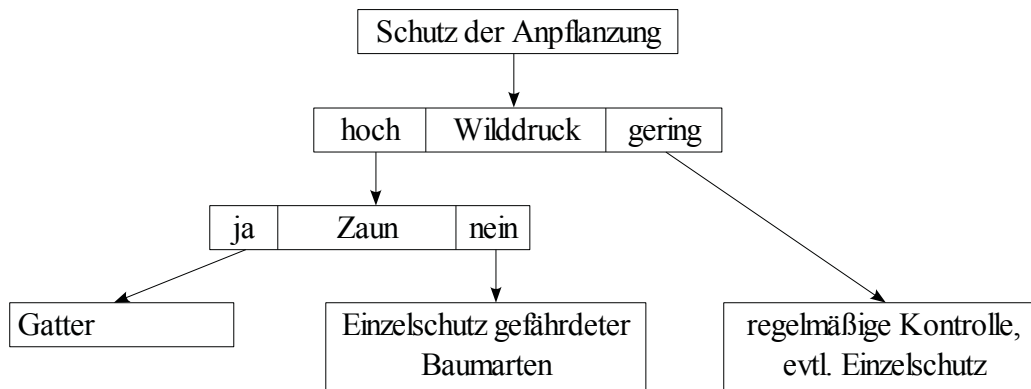 Schutz der Anpflanzung
hoch Wilddruck gering
ja Zaun nein
Gatter
Einzelschutz gefährdeter
Baumarten
regelmäßige Kontrolle,
evtl. Einzelschutz